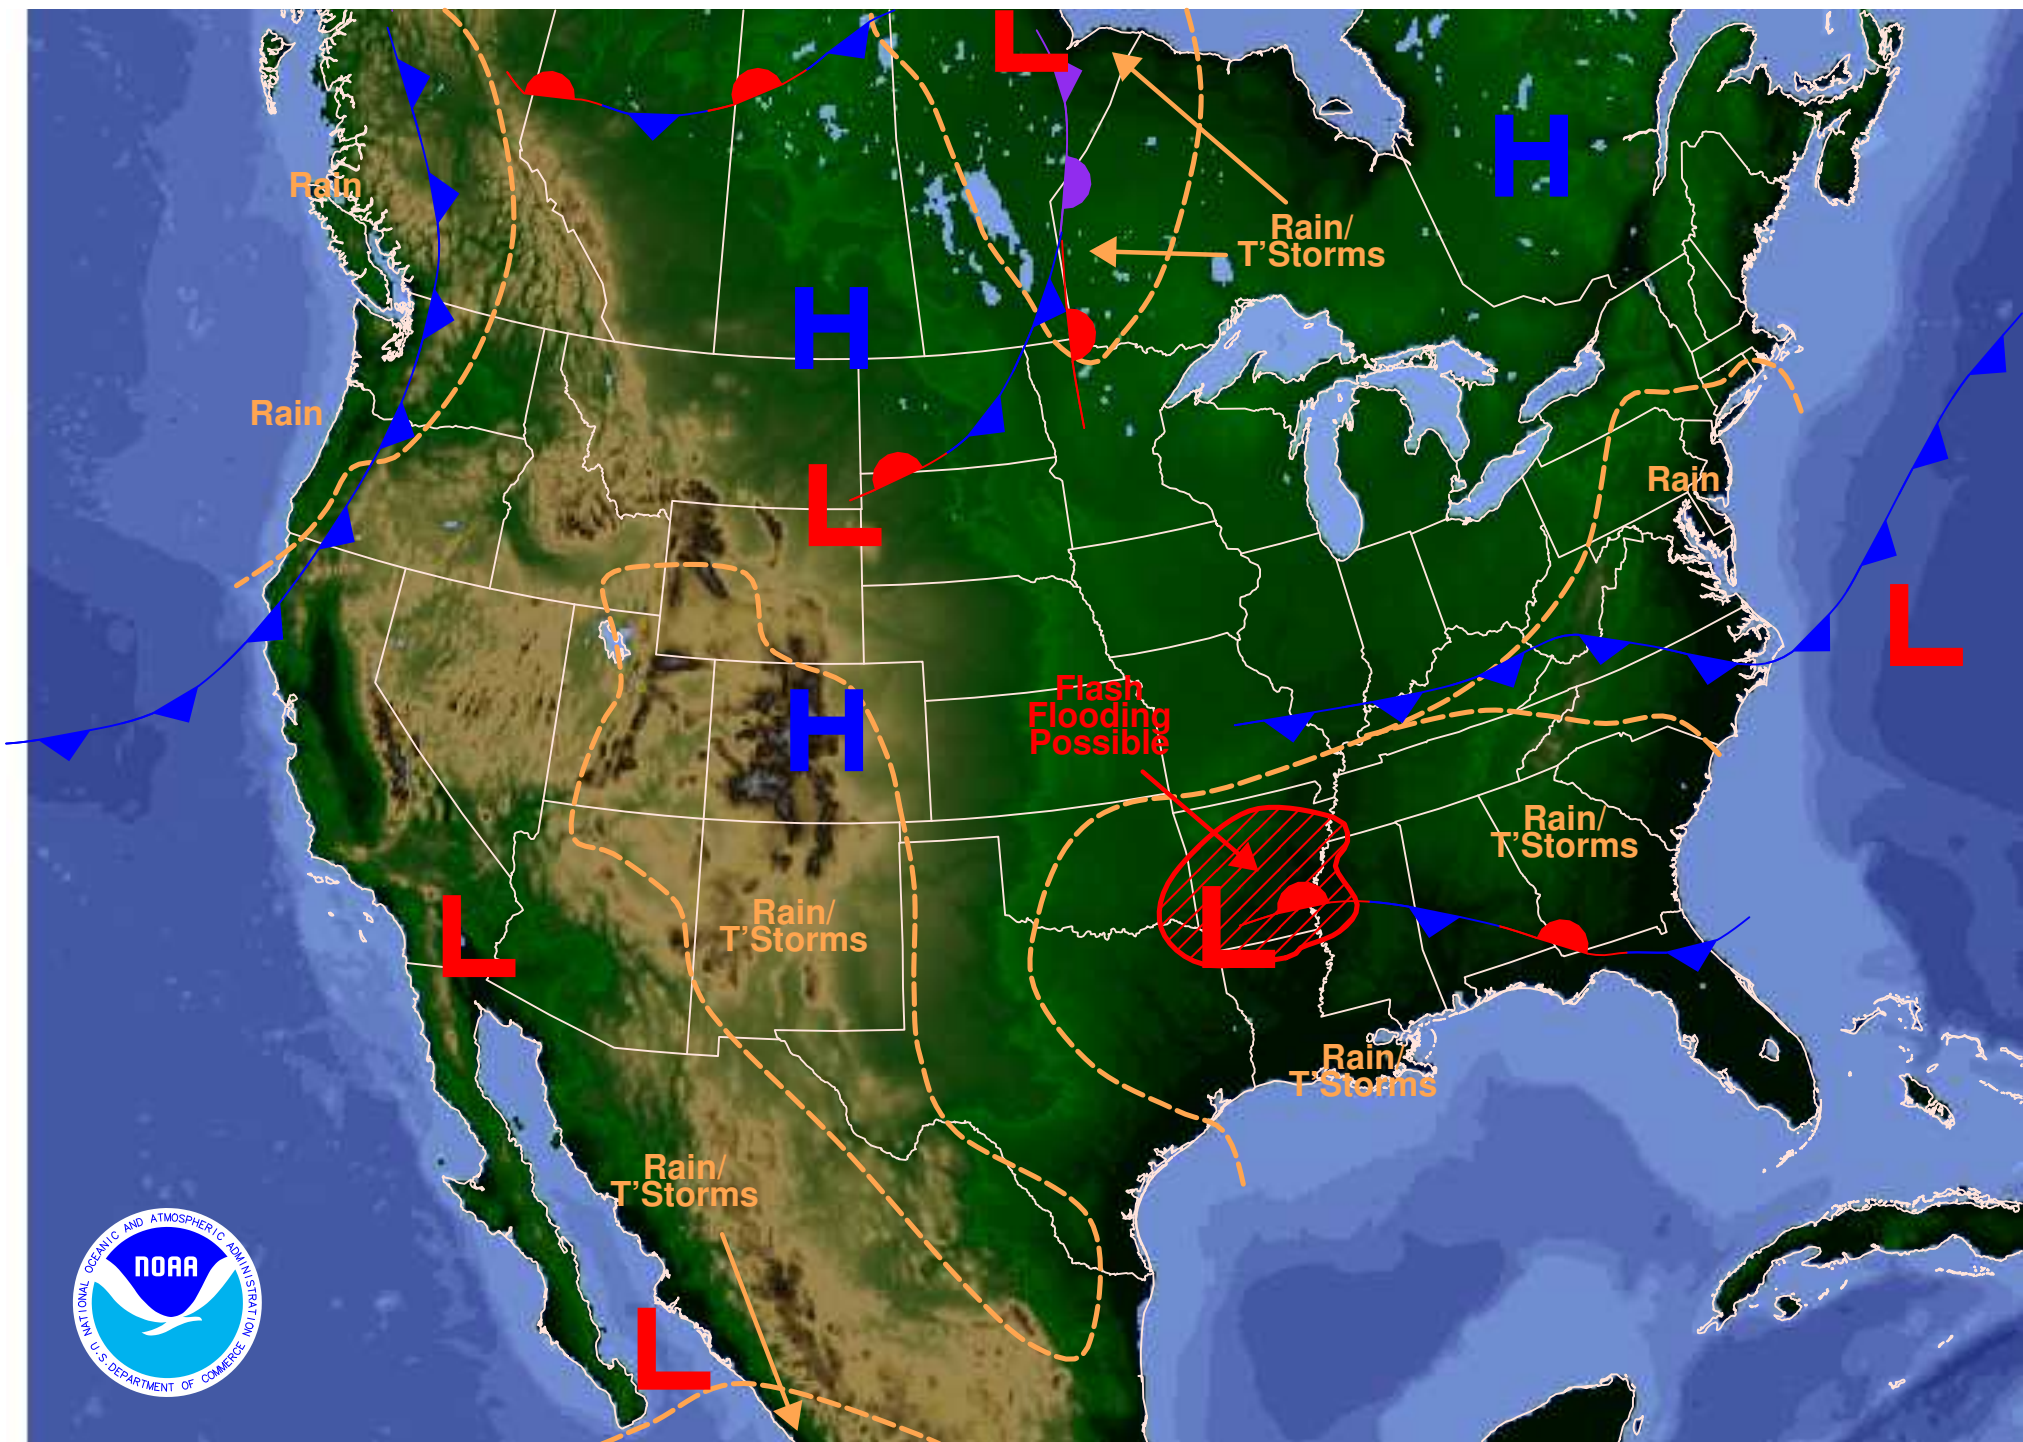 L
H
Rain
Rain/
T'Storms
H
Rain
L
Rain
L
Flash
Flooding
Possible
H
Rain/
T'Storms
L
L
Rain/
T'Storms
Rain/
T'Storms
Rain/
T'Storms
L
NATIONAL OCEANIC AND ATMOSPHERIC ADMINISTRATION
NOAA
U.S. DEPARTMENT OF COMMERCE